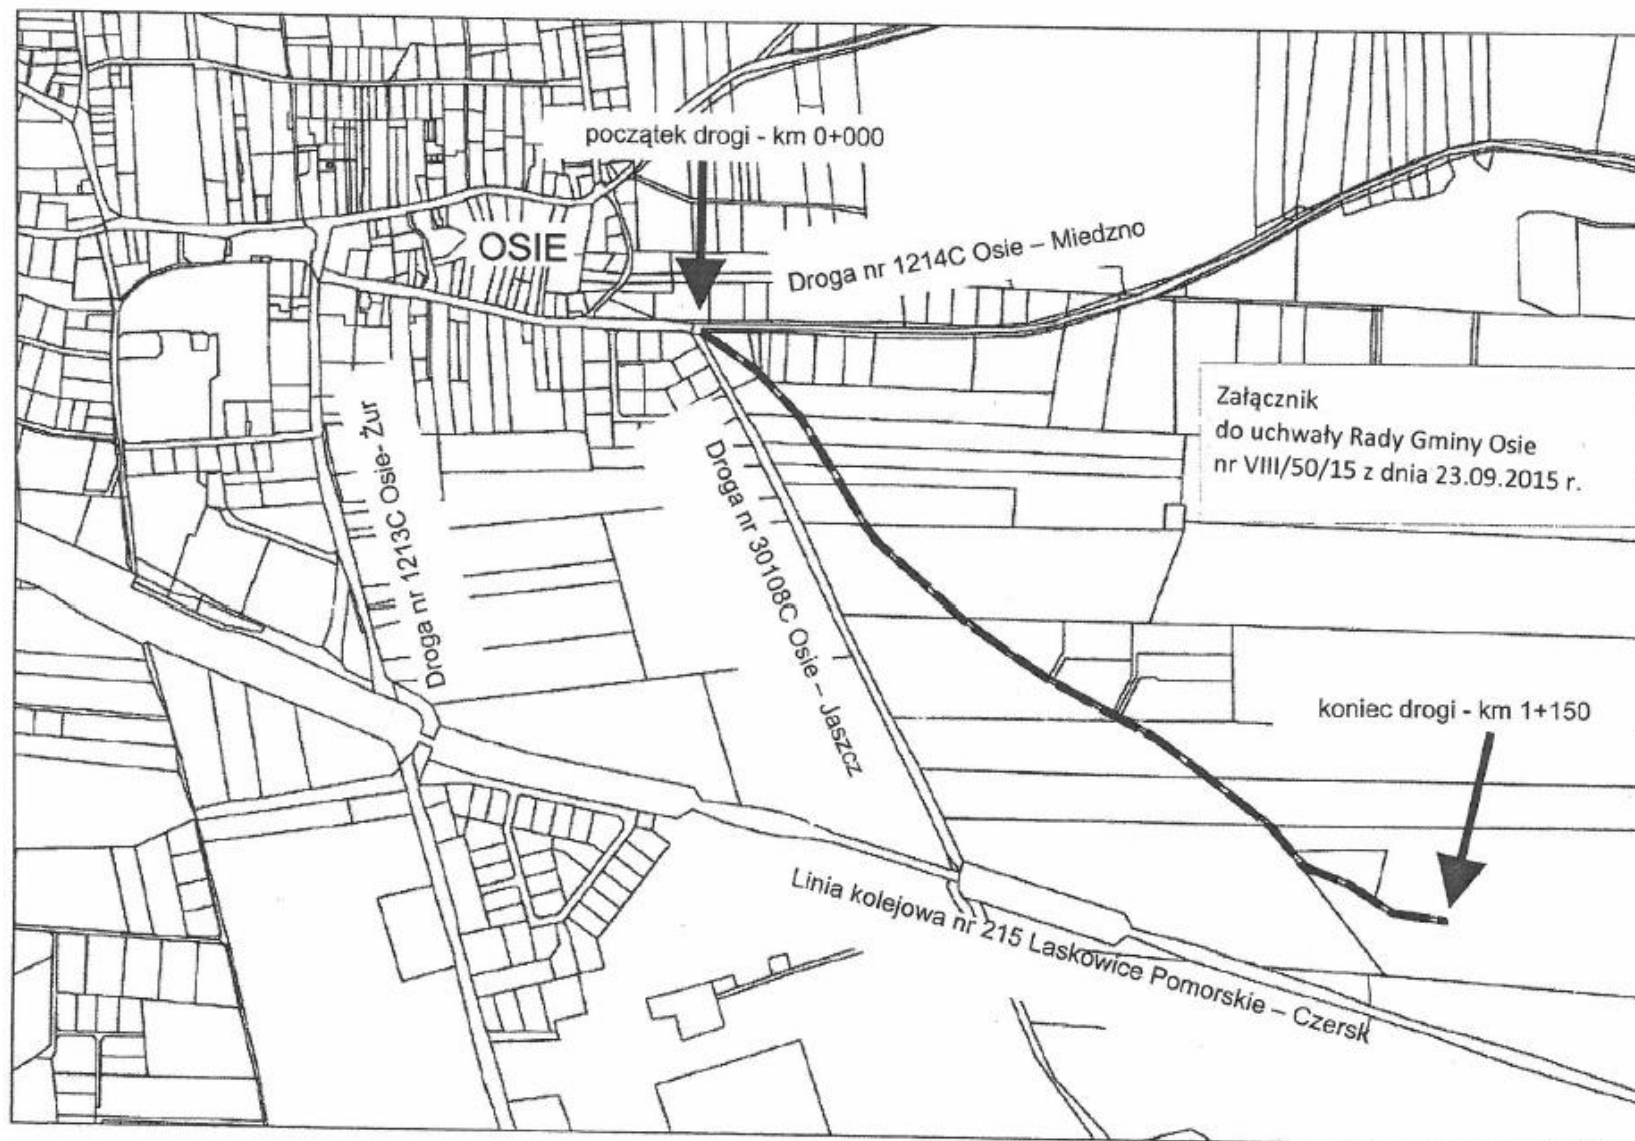 początek drogi - km 0+000
OSIE
Droga nr 1214C Osie – Miedzno
Załącznik
do uchwały Rady Gminy Osie
nr VIII/50/15 z dnia 23.09.2015 r.
Droga nr 1213C Osie- Żur
Droga nr 30108C Osie – Jaszcz
koniec drogi - km 1+150
Linia kolejowa nr 215 Laskowice Pomorskie – Czersk